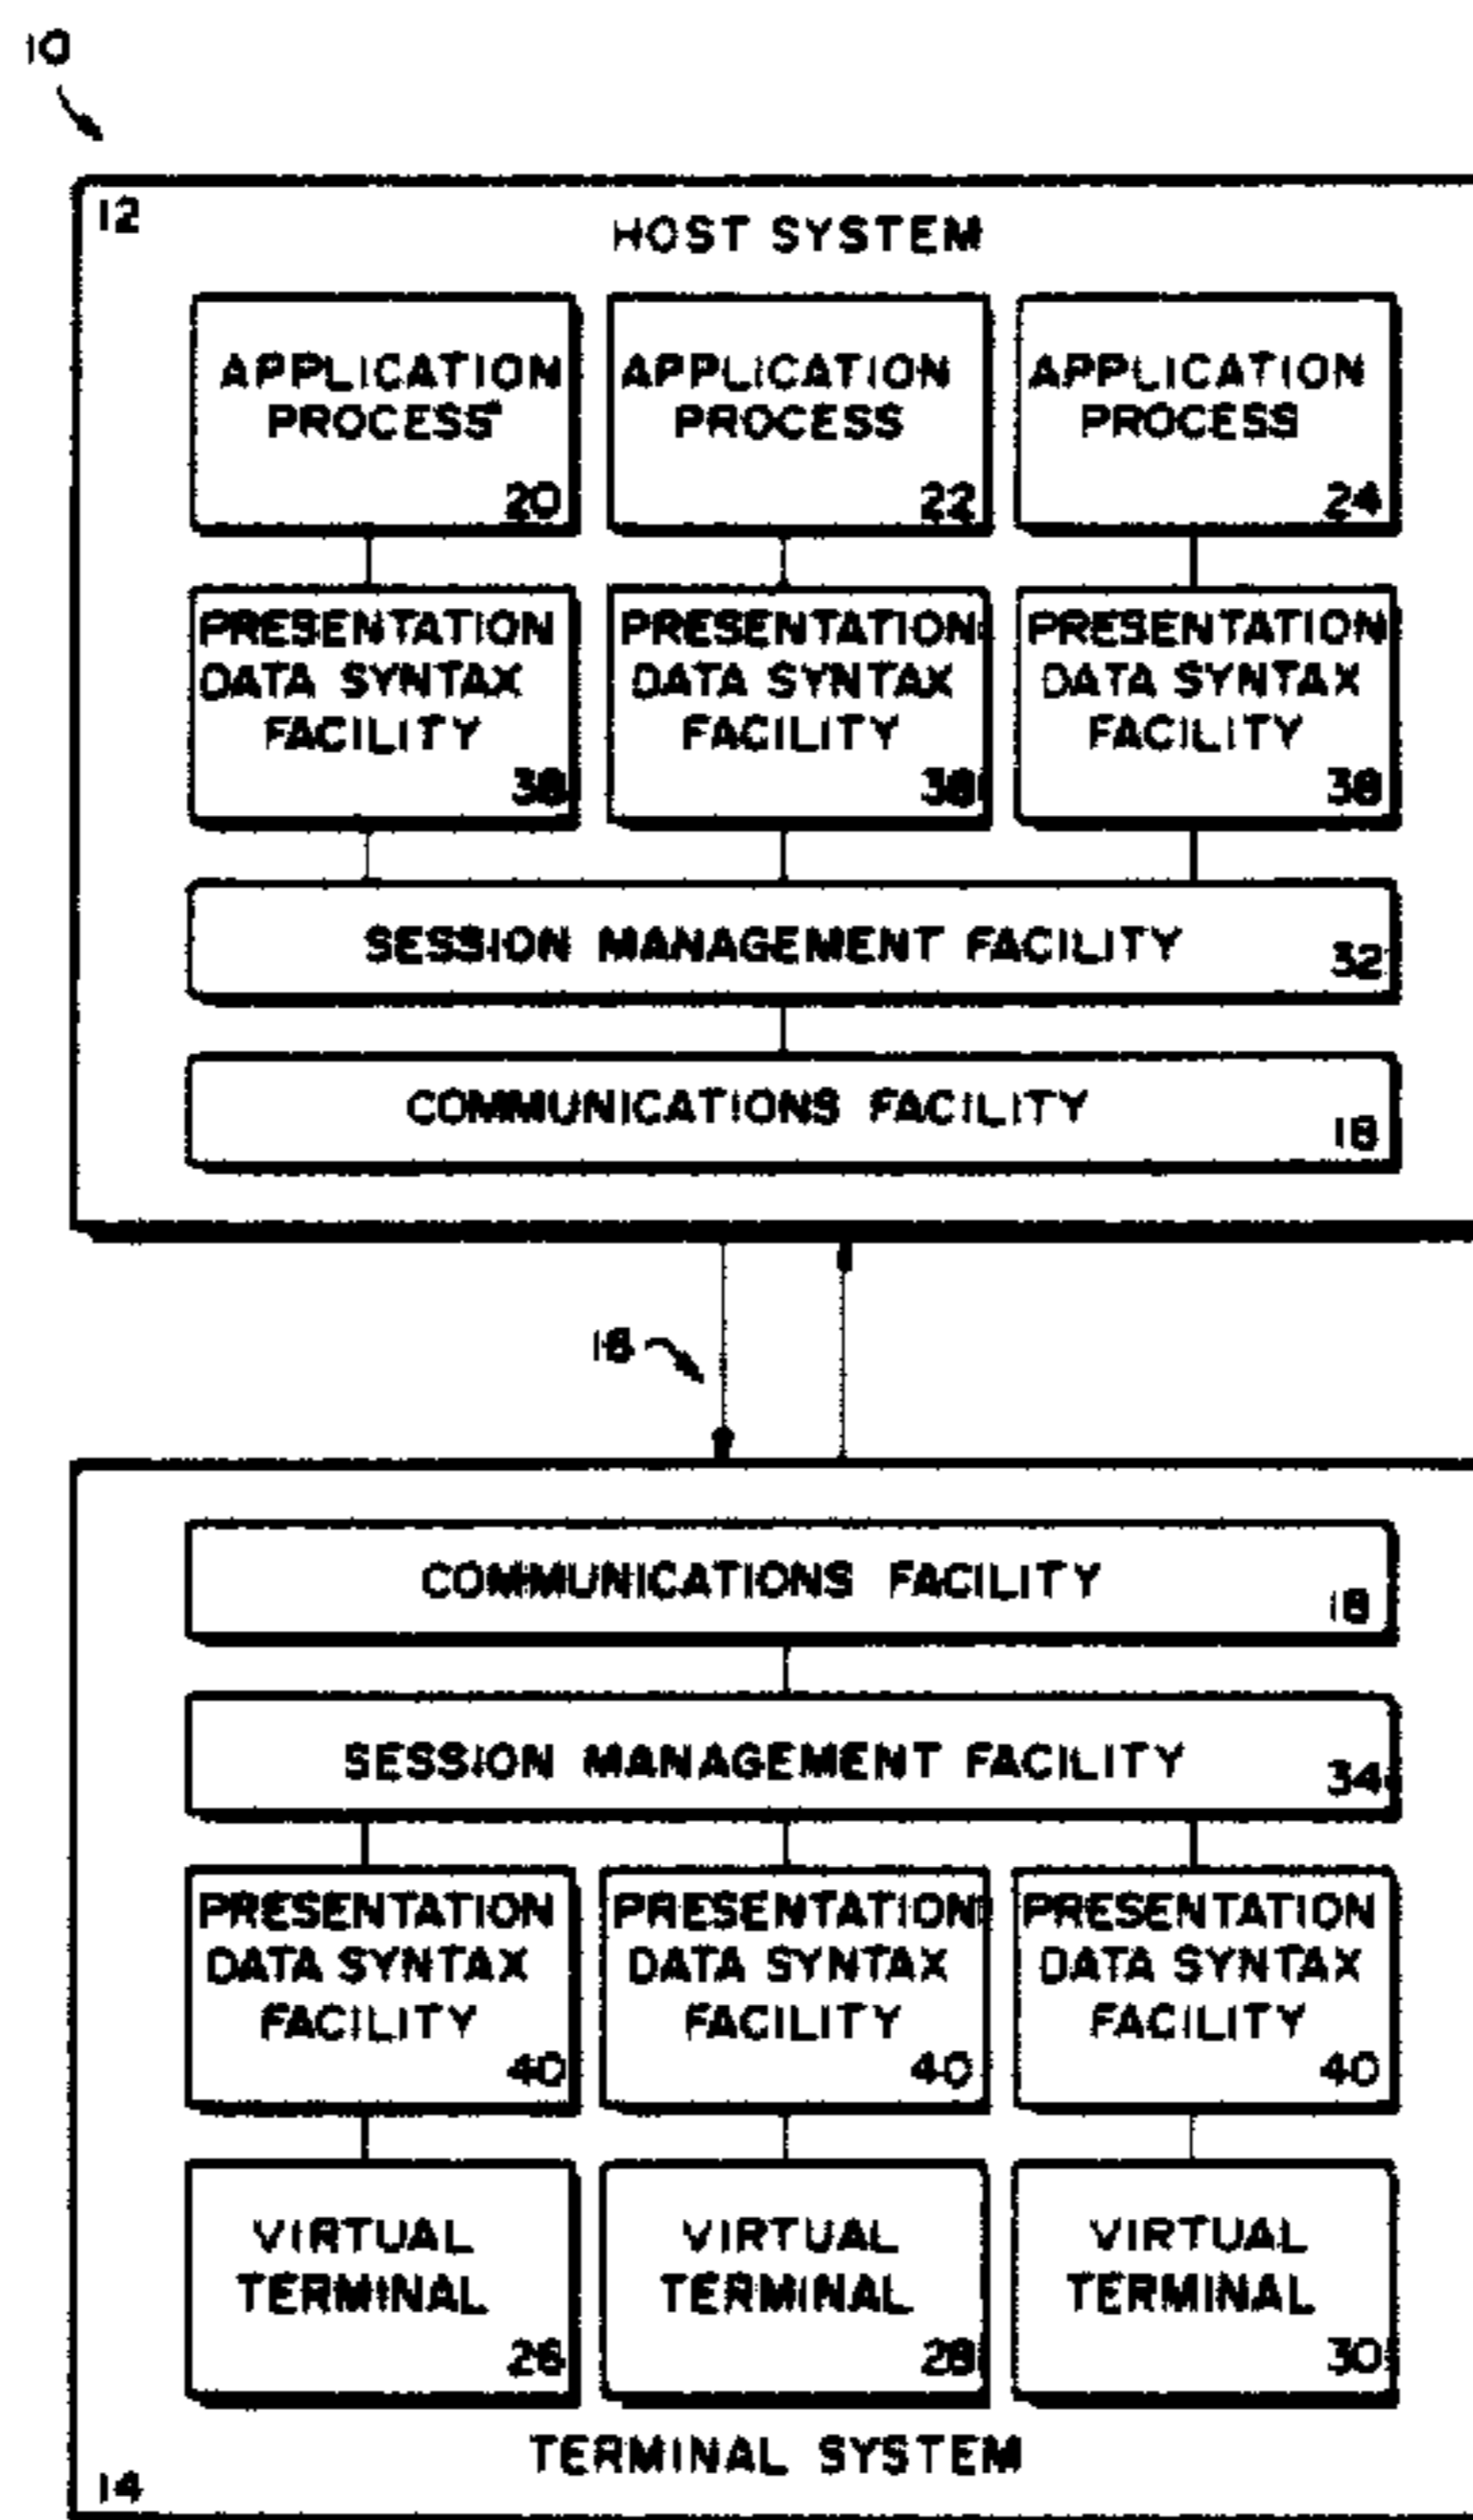 10
12
HOST SYSTEM
APPLICATION APPLICATION APPLICATION
PROCESS PROCESS PROCESS
20 22 24
PRESENTATION PRESENTATION PRESENTATION
DATA SYNTAX DATA SYNTAX DATA SYNTAX
FACILITY FACILITY FACILITY
38 38 38
SESSION MANAGEMENT FACILITY
32
COMMUNICATIONS FACILITY
18
COMMUNICATIONS FACILITY
18
SESSION MANAGEMENT FACILITY
34
PRESENTATION PRESENTATION PRESENTATION
DATA SYNTAX DATA SYNTAX DATA SYNTAX
FACILITY FACILITY FACILITY
40 40 40
VIRTUAL VIRTUAL VIRTUAL
TERMINAL TERMINAL TERMINAL
26 28 30
TERMINAL SYSTEM
14